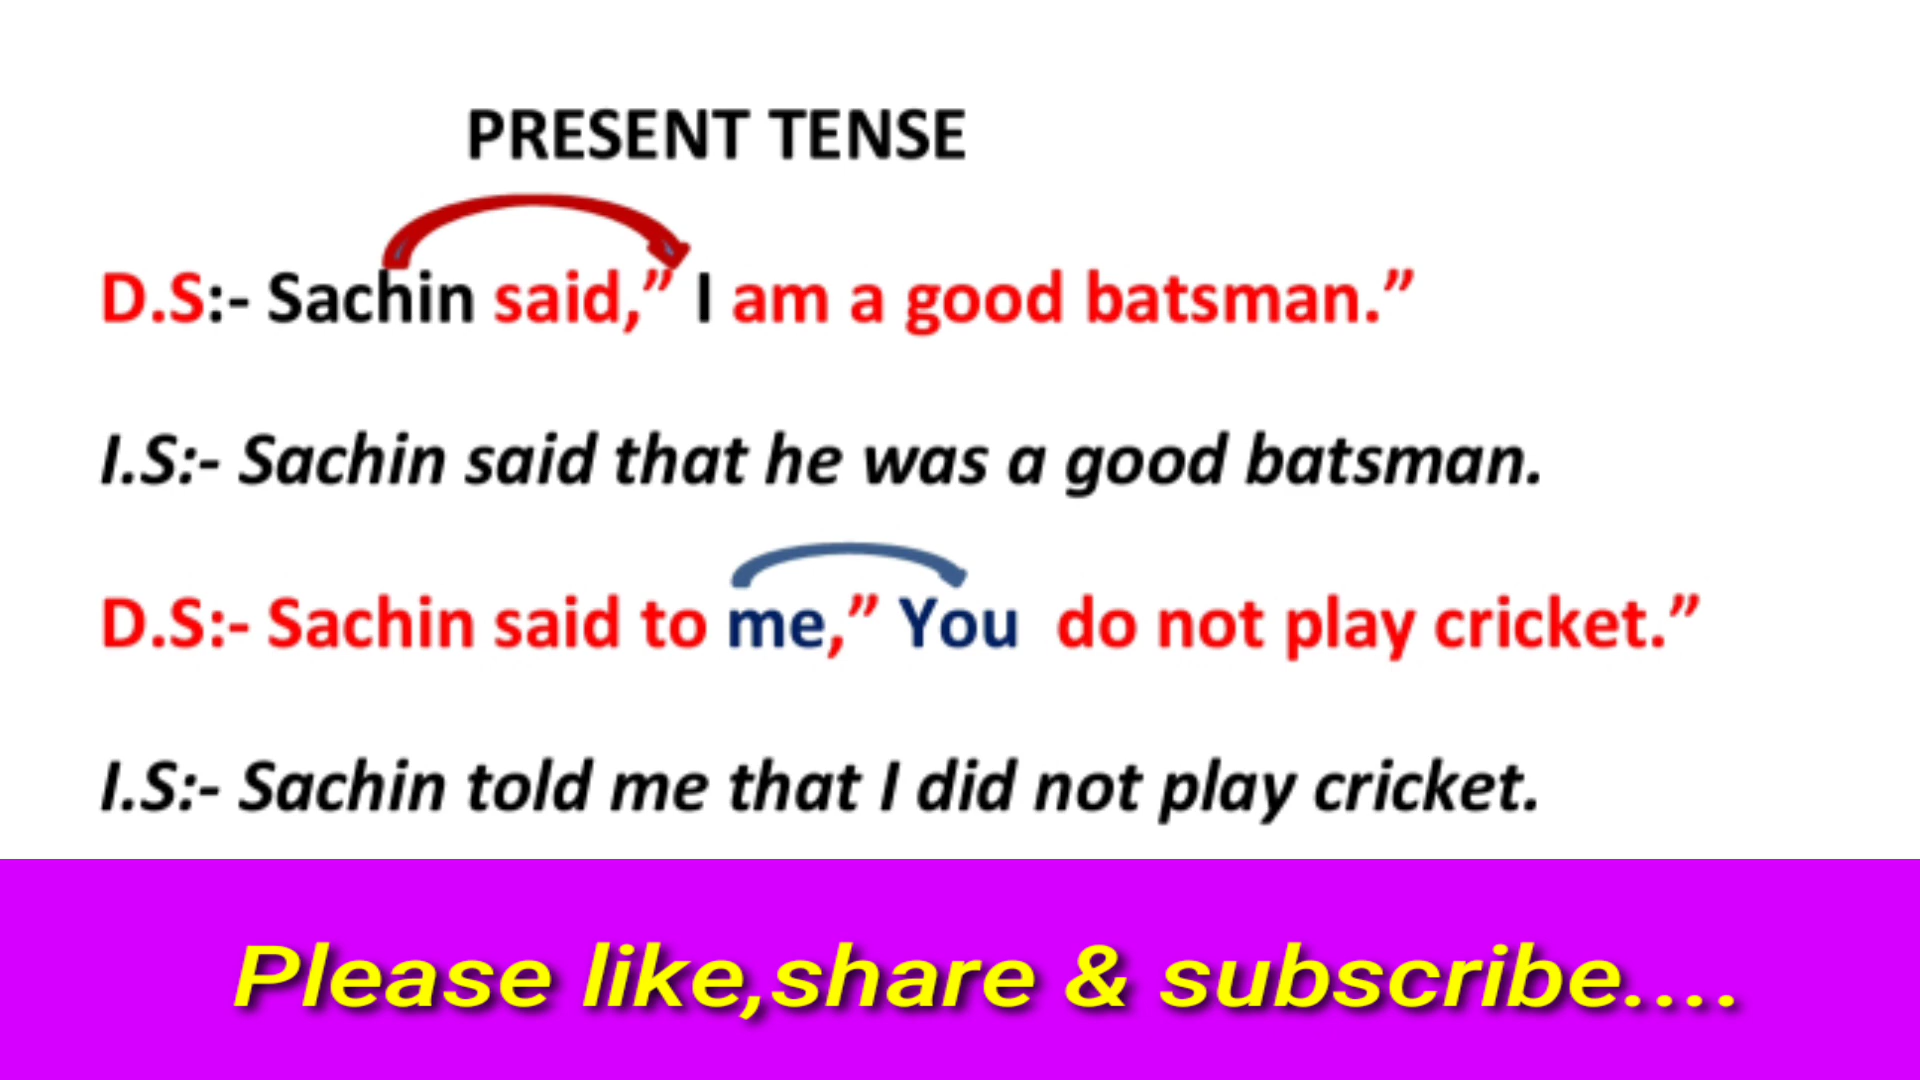 PRESENT TENSE
D.S:- Sachin said,” I am a good batsman.”
I.S:- Sachin said that he was a good batsman.
D.S:- Sachin said to me,” You  do not play cricket.”
I.S:- Sachin told me that I did not play cricket.
Please like,share & subscribe....